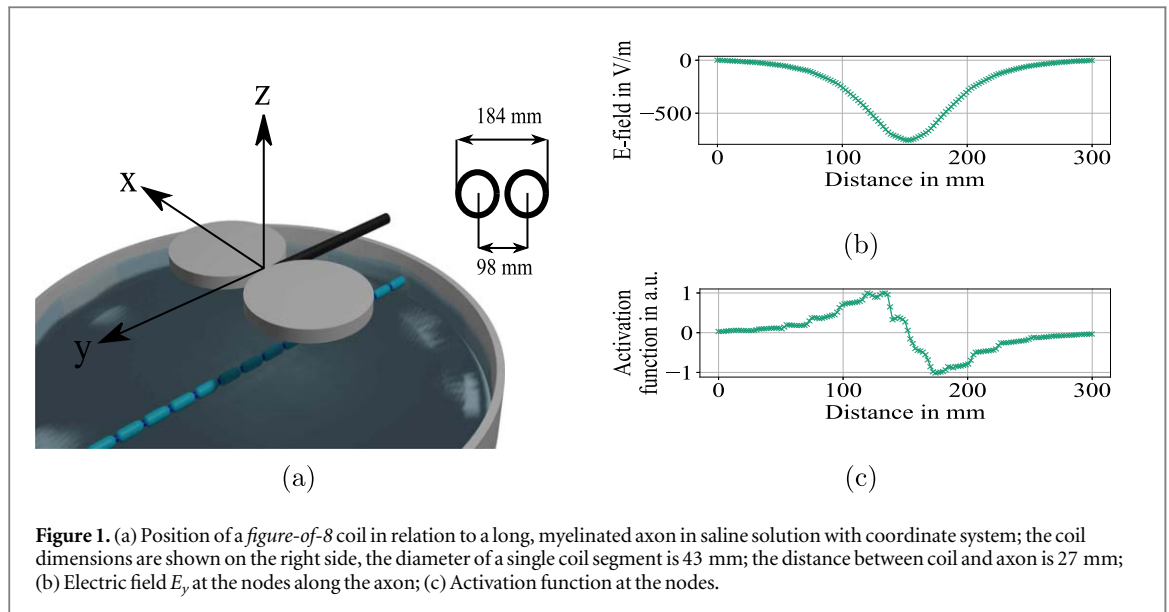 z
x
y
184 mm
98 mm
(a)
E-field in V/m
0
−500
0
100
200
300
Distance in mm
(b)
Activation
function in a.u.
1
0
−1
0
100
200
300
Distance in mm
(c)
Figure 1. (a) Position of a figure-of-8 coil in relation to a long, myelinated axon in saline solution with coordinate system; the coil
dimensions are shown on the right side, the diameter of a single coil segment is 43 mm; the distance between coil and axon is 27 mm;
(b) Electric field Ey at the nodes along the axon; (c) Activation function at the nodes.